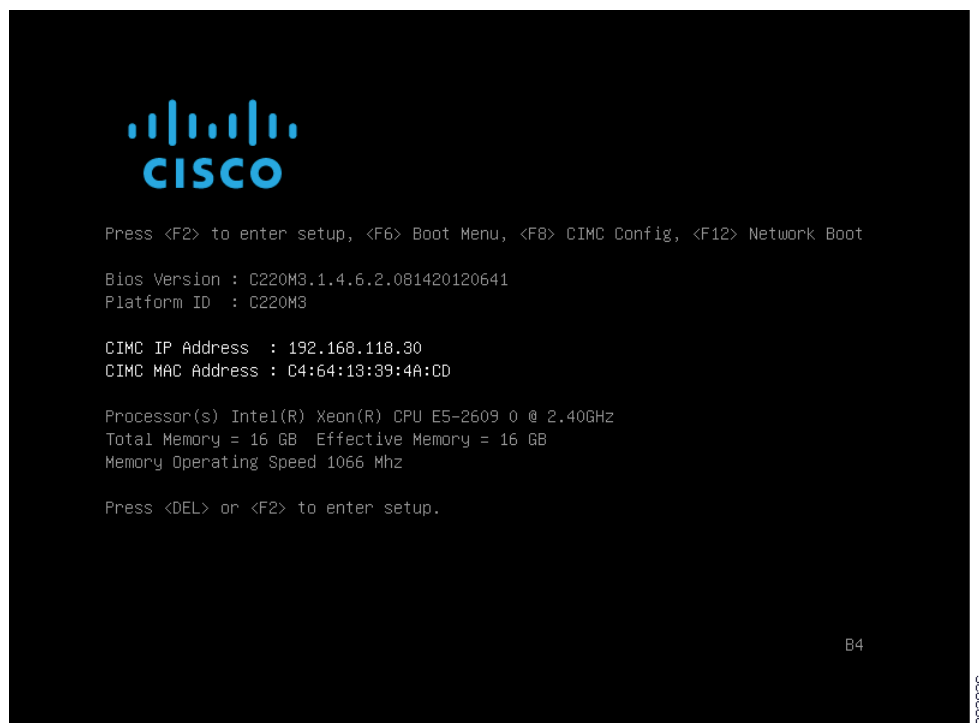 CISCO
Press <F2> to enter setup, <F6> Boot Menu, <F8> CIMC Config, <F12> Network Boot
Bios Version : C220M3.1.4.6.2.081420120641
Platform ID : C220M3
CIMC IP Address : 192.168.118.30
CIMC MAC Address : C4:64:13:39:4A:CD
Processor(s) Intel(R) Xeon(R) CPU E5-2609 0 @ 2.40GHz
Total Memory = 16 GB Effective Memory = 16 GB
Memory Operating Speed 1066 Mhz
Press <DEL> or <F2> to enter setup.
B4